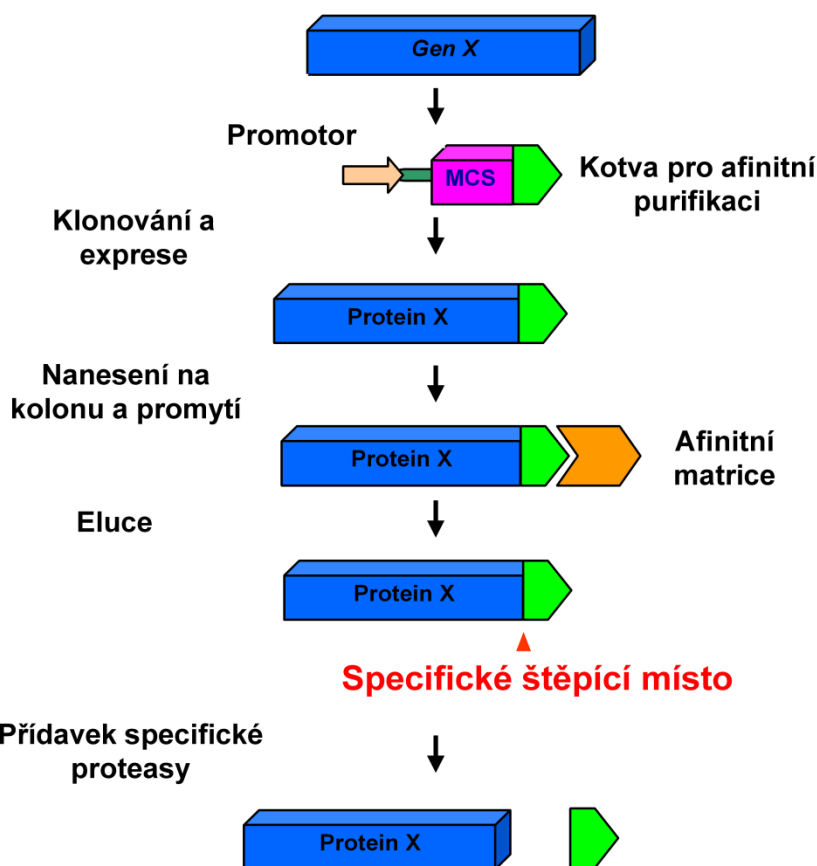 Gen X
Promotor
MCS
Kotva pro afinitní
purifikaci
Klonování a
exprese
Protein X
Nanesení na
kolonu a promytí
Protein X
Afinitní
matrice
Eluce
Protein X
Specifické štěpící místo
Přídavek specifické
proteasy
Protein X